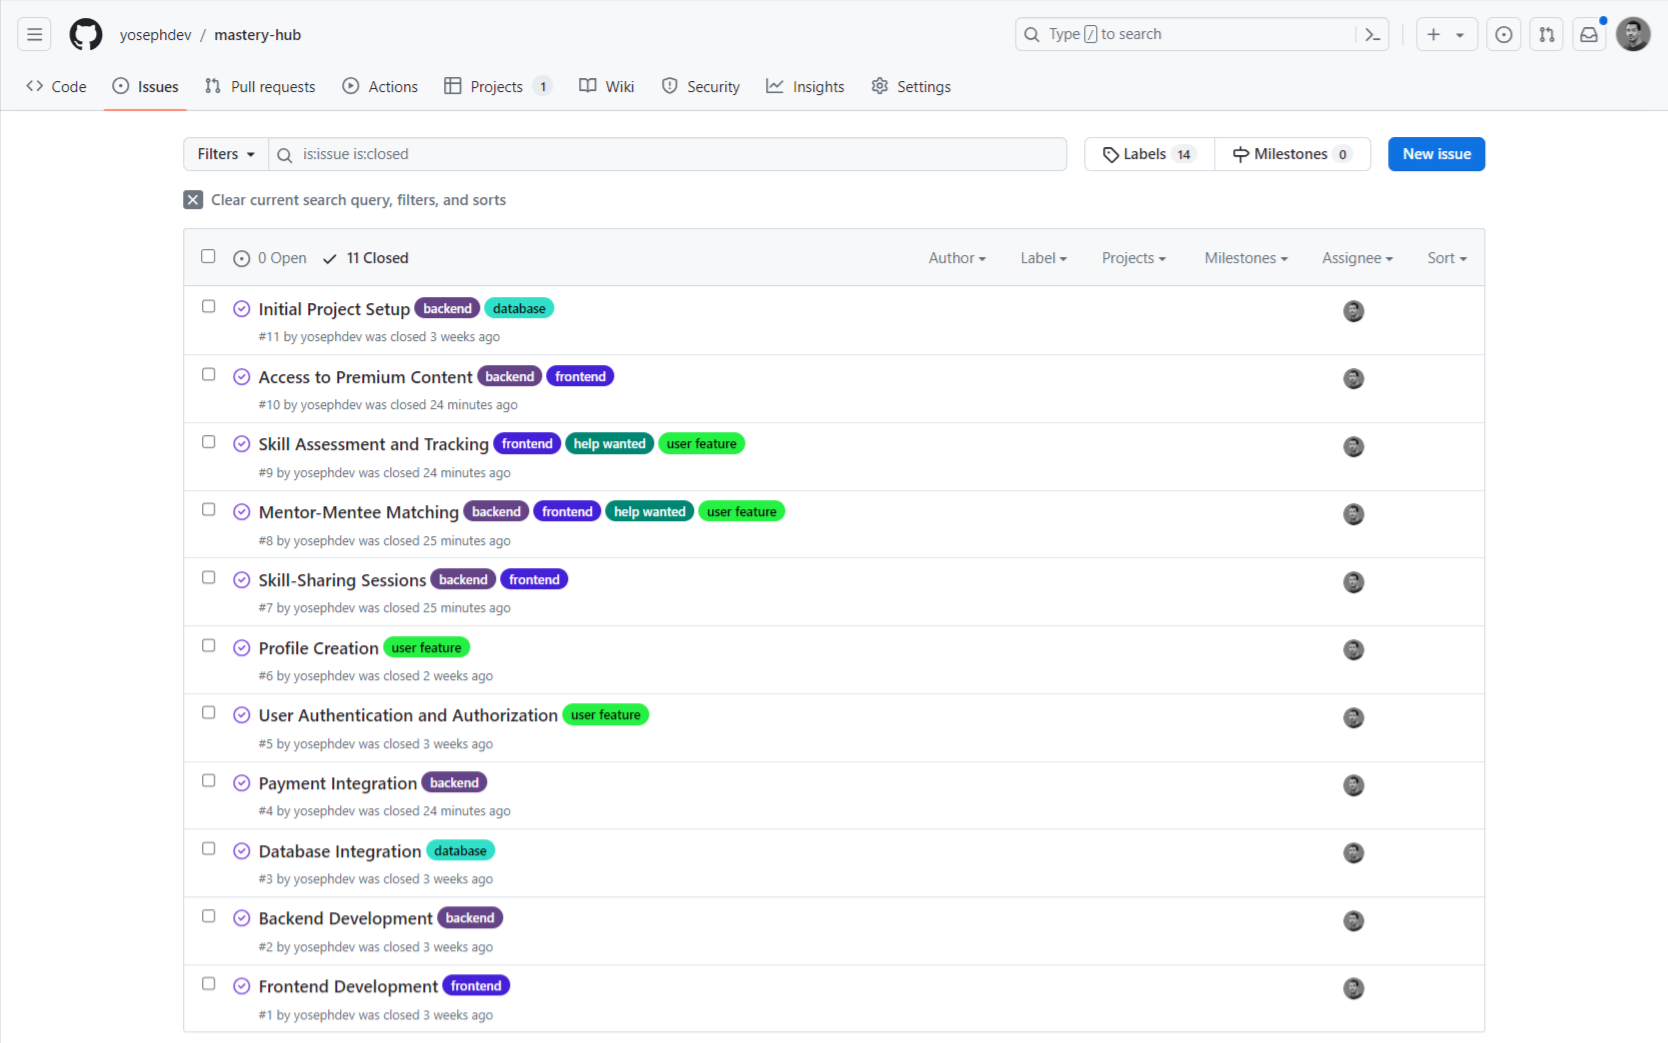 yosephdev / mastery-hub
Type / to search
Code
Issues
Pull requests
Actions
Projects 1
Wiki
Security
Insights
Settings
Filters
is:issue is:closed
Labels 14
Milestones 0
New issue
Clear current search query, filters, and sorts
0 Open
11 Closed
Author
Label
Projects
Milestones
Assignee
Sort
Initial Project Setup backend database
#11 by yosephdev was closed 3 weeks ago
Access to Premium Content backend frontend
#10 by yosephdev was closed 24 minutes ago
Skill Assessment and Tracking frontend help wanted user feature
#9 by yosephdev was closed 24 minutes ago
Mentor-Mentee Matching backend frontend help wanted user feature
#8 by yosephdev was closed 25 minutes ago
Skill-Sharing Sessions backend frontend
#7 by yosephdev was closed 25 minutes ago
Profile Creation user feature
#6 by yosephdev was closed 2 weeks ago
User Authentication and Authorization user feature
#5 by yosephdev was closed 3 weeks ago
Payment Integration backend
#4 by yosephdev was closed 24 minutes ago
Database Integration database
#3 by yosephdev was closed 3 weeks ago
Backend Development backend
#2 by yosephdev was closed 3 weeks ago
Frontend Development frontend
#1 by yosephdev was closed 3 weeks ago